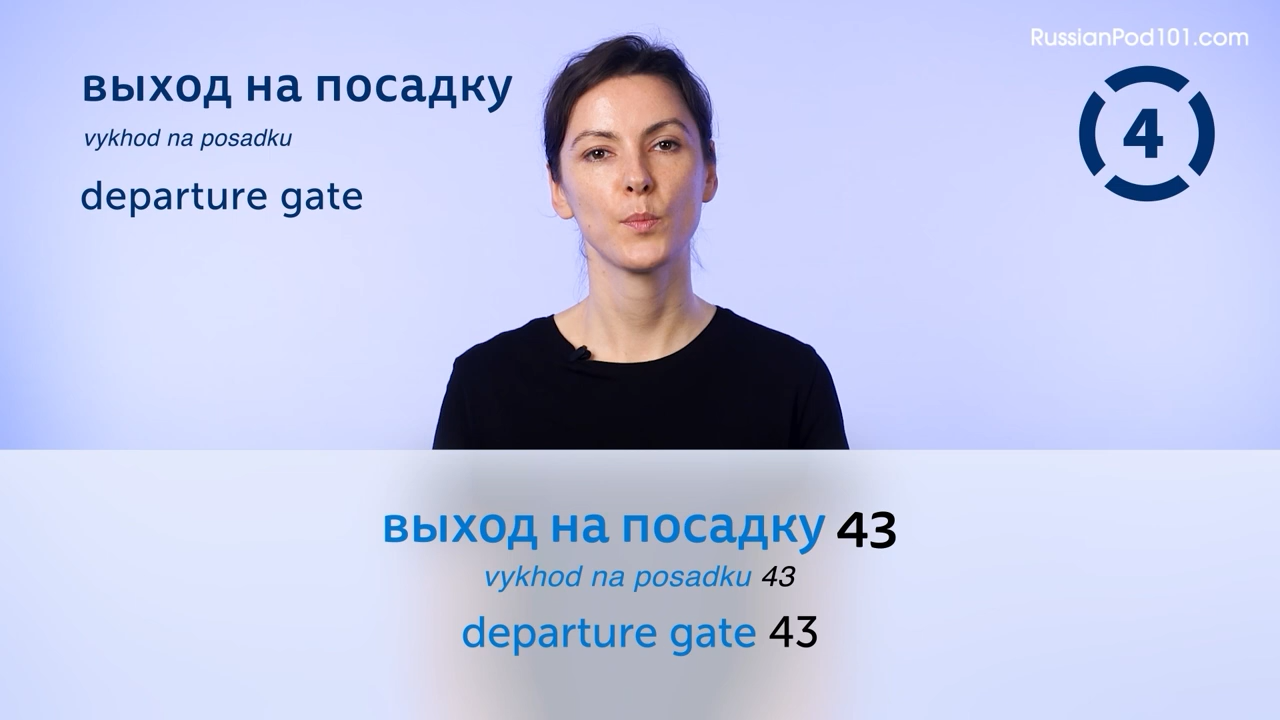 RussianPod101.com
выход на посадку
vykhod na posadku
departure gate
4
выход на посадку 43
vykhod na posadku 43
departure gate 43